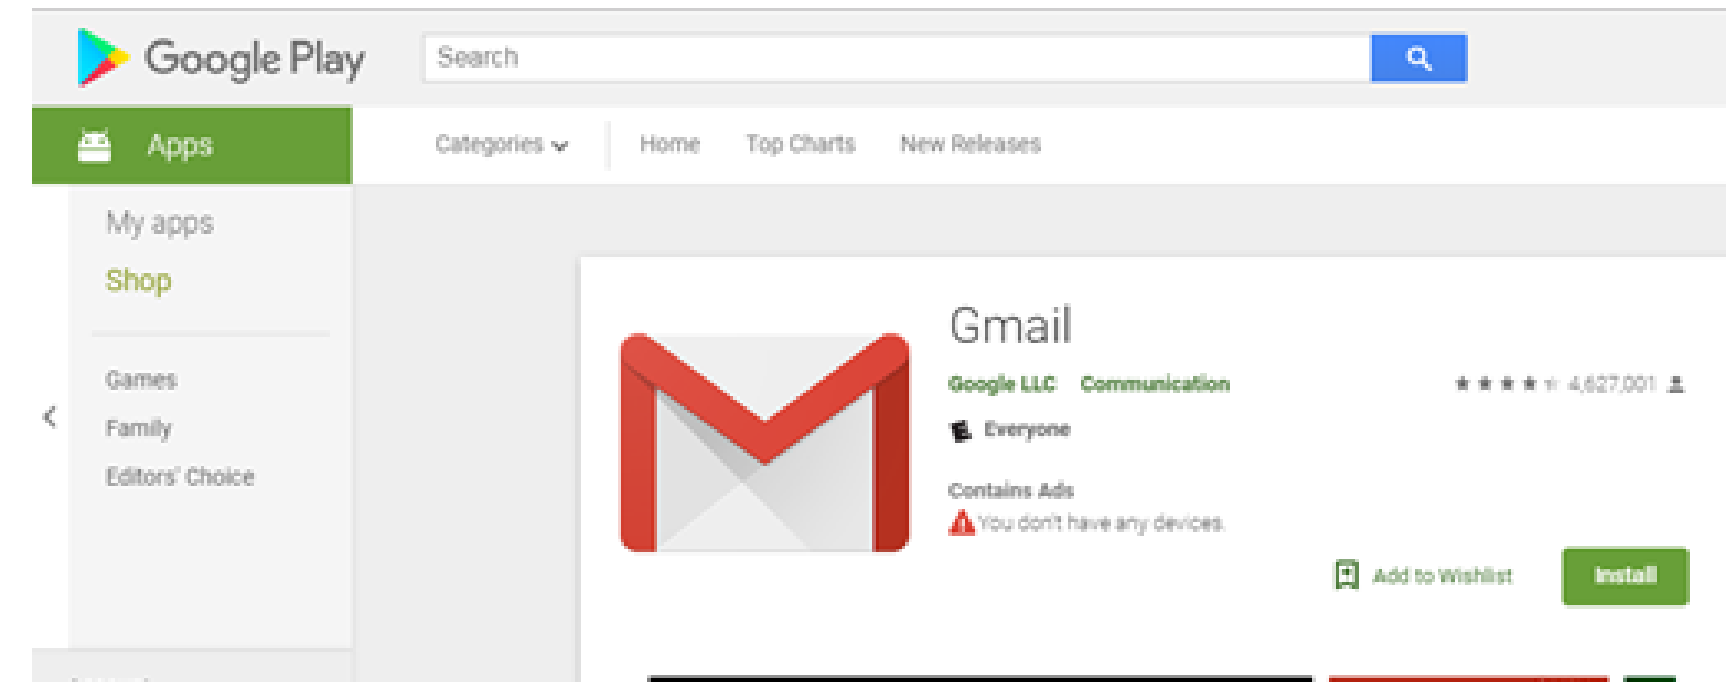 Google Play
Search
Apps
Categories
Home
Top Charts
New Releases
My apps
Shop
Games
Family
Editors' Choice
Gmail
Google LLC Communication
4,627,001
E Everyone
Contains Ads
You don't have any devices.
Add to Wishlist
Install